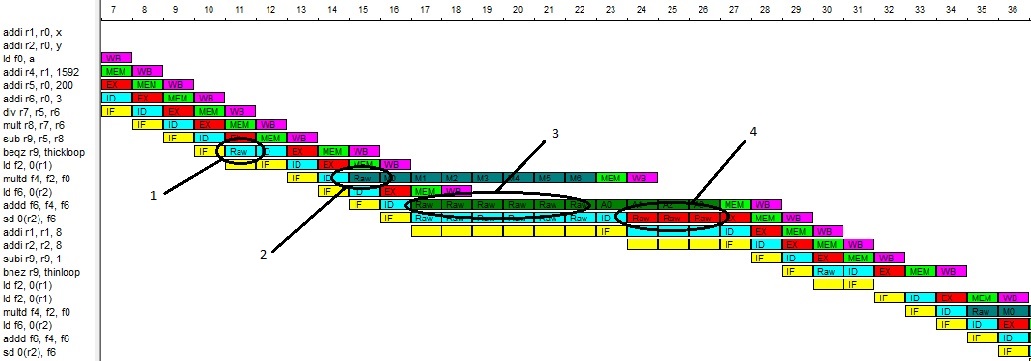 7 8 9 10 11 12 13 14 15 16 17 18 19 20 21 22 23 24 25 26 27 28 29 30 31 32 33 34 35 36
addi r1, r0, x
addi r2, r0, y
ld f0, a WB
addi r4, r1, 1592 MEM WB
addi r5, r0, 200 EX MEM WB
addi r6, r0, 3 ID EX MEM WB
div r7, r5, r6 IF ID EX MEM WB
mult r8, r7, r6 IF ID EX MEM WB
sub r9, r5, r8 IF ID MEM WB
3 4
beqz r9, thickloop IF Raw ID EX MEM WB
ld f2, 0(r1) IF ID EX MEM WB
multd f4, f2, f0 IF ID Raw M0 M1 M2 M3 M4 M5 M6 MEM WB
ld f6, 0(r2) IF ID EX MEM WB
1
addd f6, f4, f6 IF ID Raw Raw Raw Raw Raw Raw A0 A1 A2 A3 MEM WB
sd 0(r2), f6 IF Raw Raw Raw Raw Raw Raw ID Raw Raw Raw EX MEM WB
addi r1, r1, 8 IF ID EX MEM WB
addi r2, r2, 8 IF ID EX MEM WB
2
subi r9, r9, 1 IF ID EX MEM WB
bnez r9, thinloop IF Raw ID EX MEM WB
ld f2, 0(r1) IF
ld f2, 0(r1) IF ID EX MEM WB
multd f4, f2, f0 IF ID Raw M0
ld f6, 0(r2) IF ID EX
addd f6, f4, f6 IF ID
sd 0(r2), f6 IF